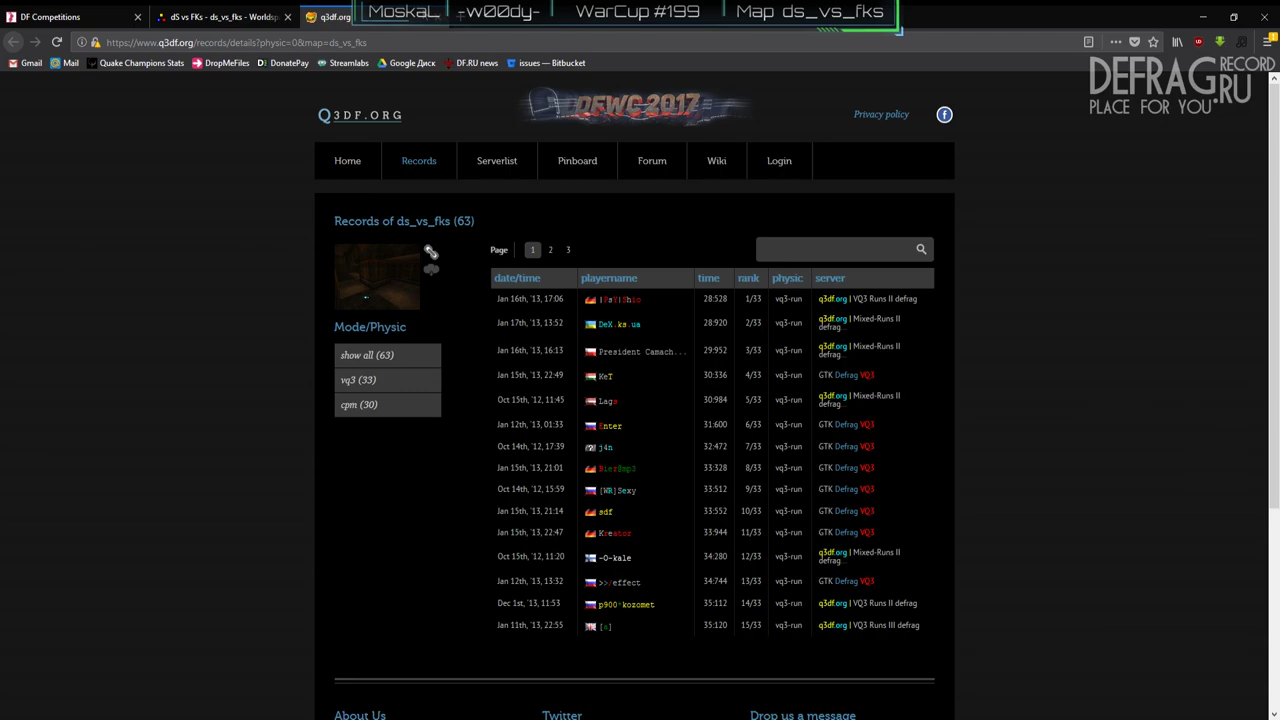 Moskal -w00dy- WarCup #199 Map ds_vs_fks
DF Competitions
dS vs FKs - ds_vs_fks - Worldsp
q3df.org
https://www.q3df.org/records/details?physic=0&map=ds_vs_fks
Gmail Mail Quake Champions Stats DropMeFiles DonatePay Streamlabs Google Диск DF.RU news issues — Bitbucket
DEFRAG.RU RECORD
PLACE FOR YOU
Q3DF.ORG
DFWC 2017
Privacy policy
Home Records Serverlist Pinboard Forum Wiki Login
Records of ds_vs_fks (63)
Page 1 2 3
Mode/Physic
show all (63)
vq3 (33)
cpm (30)
date/time playername time rank physic server
Jan 16th, '13, 17:06 |PsY|Shio 28:528 1/33 vq3-run q3df.org | VQ3 Runs II defrag
Jan 17th, '13, 13:52 DeX.ks.ua 28:920 2/33 vq3-run q3df.org | Mixed-Runs II
defrag...
Jan 16th, '13, 16:13 President Camach... 29:952 3/33 vq3-run q3df.org | Mixed-Runs II
defrag...
Jan 15th, '13, 22:49 KeT 30:336 4/33 vq3-run GTK Defrag VQ3
Oct 15th, '12, 11:45 Lags 30:984 5/33 vq3-run q3df.org | Mixed-Runs II
defrag...
Jan 12th, '13, 01:33 Enter 31:600 6/33 vq3-run GTK Defrag VQ3
Oct 14th, '12, 17:39 j4n 32:472 7/33 vq3-run GTK Defrag VQ3
Jan 15th, '13, 21:01 Bier$mp3 33:328 8/33 vq3-run GTK Defrag VQ3
Oct 14th, '12, 15:59 [WR]Sexy 33:512 9/33 vq3-run GTK Defrag VQ3
Jan 15th, '13, 21:14 sdf 33:552 10/33 vq3-run GTK Defrag VQ3
Jan 15th, '13, 22:47 Kreator 33:944 11/33 vq3-run GTK Defrag VQ3
Oct 15th, '12, 11:20 -O-kale 34:280 12/33 vq3-run q3df.org | Mixed-Runs II
defrag...
Jan 12th, '13, 13:32 >>/effect 34:744 13/33 vq3-run GTK Defrag VQ3
Dec 1st, '13, 11:53 p900*kozomet 35:112 14/33 vq3-run q3df.org | VQ3 Runs II defrag
Jan 11th, '13, 22:55 [a] 35:120 15/33 vq3-run q3df.org | VQ3 Runs III defrag
About Us Twitter Drop us a message